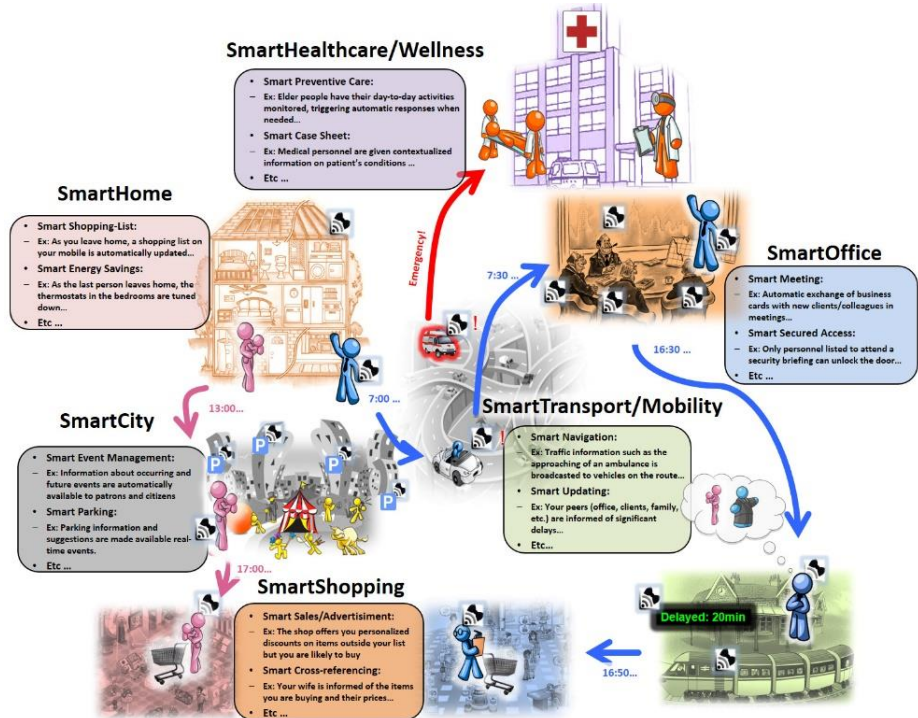 SmartHealthcare/Wellness
• Smart Preventive Care:
– Ex: Elder people have their day-to-day activities
monitored, triggering automatic responses when
needed...
• Smart Case Sheet:
– Ex: Medical personnel are given contextualized
information on patient's conditions ...
• Etc ...
SmartHome
• Smart Shopping-List:
– Ex: As you leave home, a shopping list on
your mobile is automatically updated...
• Smart Energy Savings:
– Ex: As the last person leaves home, the
thermostats in the bedrooms are tuned
down...
• Etc ...
Emergency!
!
7:30 ...
SmartOffice
• Smart Meeting:
– Ex: Automatic exchange of business
cards with new clients/colleagues in
meetings...
• Smart Secured Access:
– Ex: Only personnel listed to attend a
security briefing can unlock the door...
• Etc ...
16:30 ...
13:00...
7:00 ...
SmartCity
• Smart Event Management:
– Ex: Information about occurring and
future events are automatically
available to patrons and citizens
• Smart Parking:
– Ex: Parking information and
suggestions are made available real-
time events.
• Etc ...
P
P
P
P
!
SmartTransport/Mobility
• Smart Navigation:
– Ex: Traffic information such as the
approaching of an ambulance is
broadcasted to vehicles on the route...
• Smart Updating:
– Ex: Your peers (office, clients, family,
etc.) are informed of significant
delays...
• Etc...
17:00...
SmartShopping
• Smart Sales/Advertisiment:
– Ex: The shop offers you personalized
discounts on items outside your list
but you are likely to buy
• Smart Cross-referencing:
– Ex: Your wife is informed of the items
you are buying and their prices...
• Etc ...
Delayed: 20min
16:50...